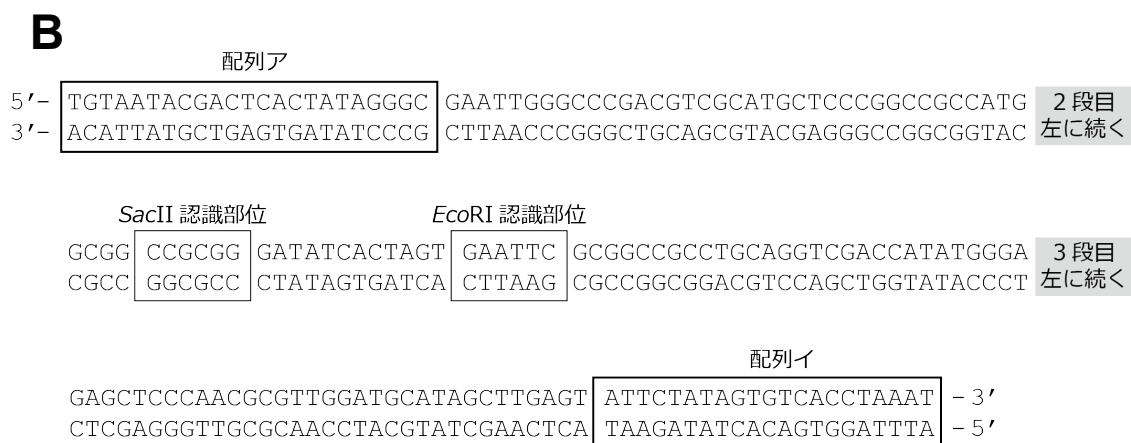 B
配列ア
5′- TGTAATACGACTCACTATAGGGC GAATTGGGCCCGACGTCGCATGCTCCCGGCCGCCATG
3′- ACATTATGCTGAGTGATATCCCG CTTAACCCGGGCTGCAGCGTACGAGGGCCGGCGGTAC
2段目
左に続く
SacII 認識部位 EcoRI 認識部位
GCGG CCGCGG GATATCACTAGT GAATTC GCGGCCGCCTGCAGGTCGACCATATGGGA
CGCC GGCGCC CTATAGTGATCA CTTAAG CGCCGGCGGACGTCCAGCTGGTATACCCT
3段目
左に続く
配列イ
GAGCTCCCAACGCGTTGGATGCATAGCTTGAGT ATTCTATAGTGTCACCTAAAT -3′
CTCGAGGGTTGCGCAACCTACGTATCGAACTCA TAAGATATCACAGTGGATTTA -5′